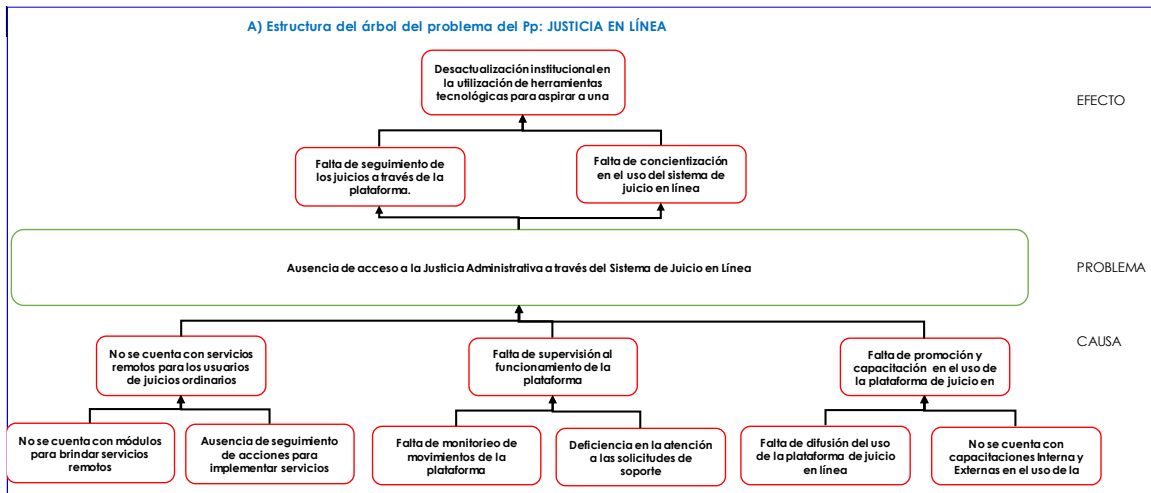 A) Estructura del árbol del problema del Pp: JUSTICIA EN LÍNEA
Desactualización institucional en
la utilización de herramientas
tecnológicas para aspirar a una
EFECTO
Falta de seguimiento de
los juicios a través de la
plataforma.
Falta de concientización
en el uso del sistema de
juicio en línea
Ausencia de acceso a la Justicia Administrativa a través del Sistema de Juicio en Línea
PROBLEMA
CAUSA
No se cuenta con servicios
remotos para los usuarios
de juicios ordinarios
Falta de supervisión al
funcionamiento de la
plataforma
Falta de promoción y
capacitación en el uso de
la plataforma de juicio en
No se cuenta con módulos
para brindar servicios
remotos
Ausencia de seguimiento
de acciones para
implementar servicios
Falta de monitorieo de
movimientos de la
plataforma
Deficiencia en la atención
a las solicitudes de
soporte
Falta de difusión del uso
de la plataforma de juicio
en línea
No se cuenta con
capacitaciones Interna y
Externas en el uso de la